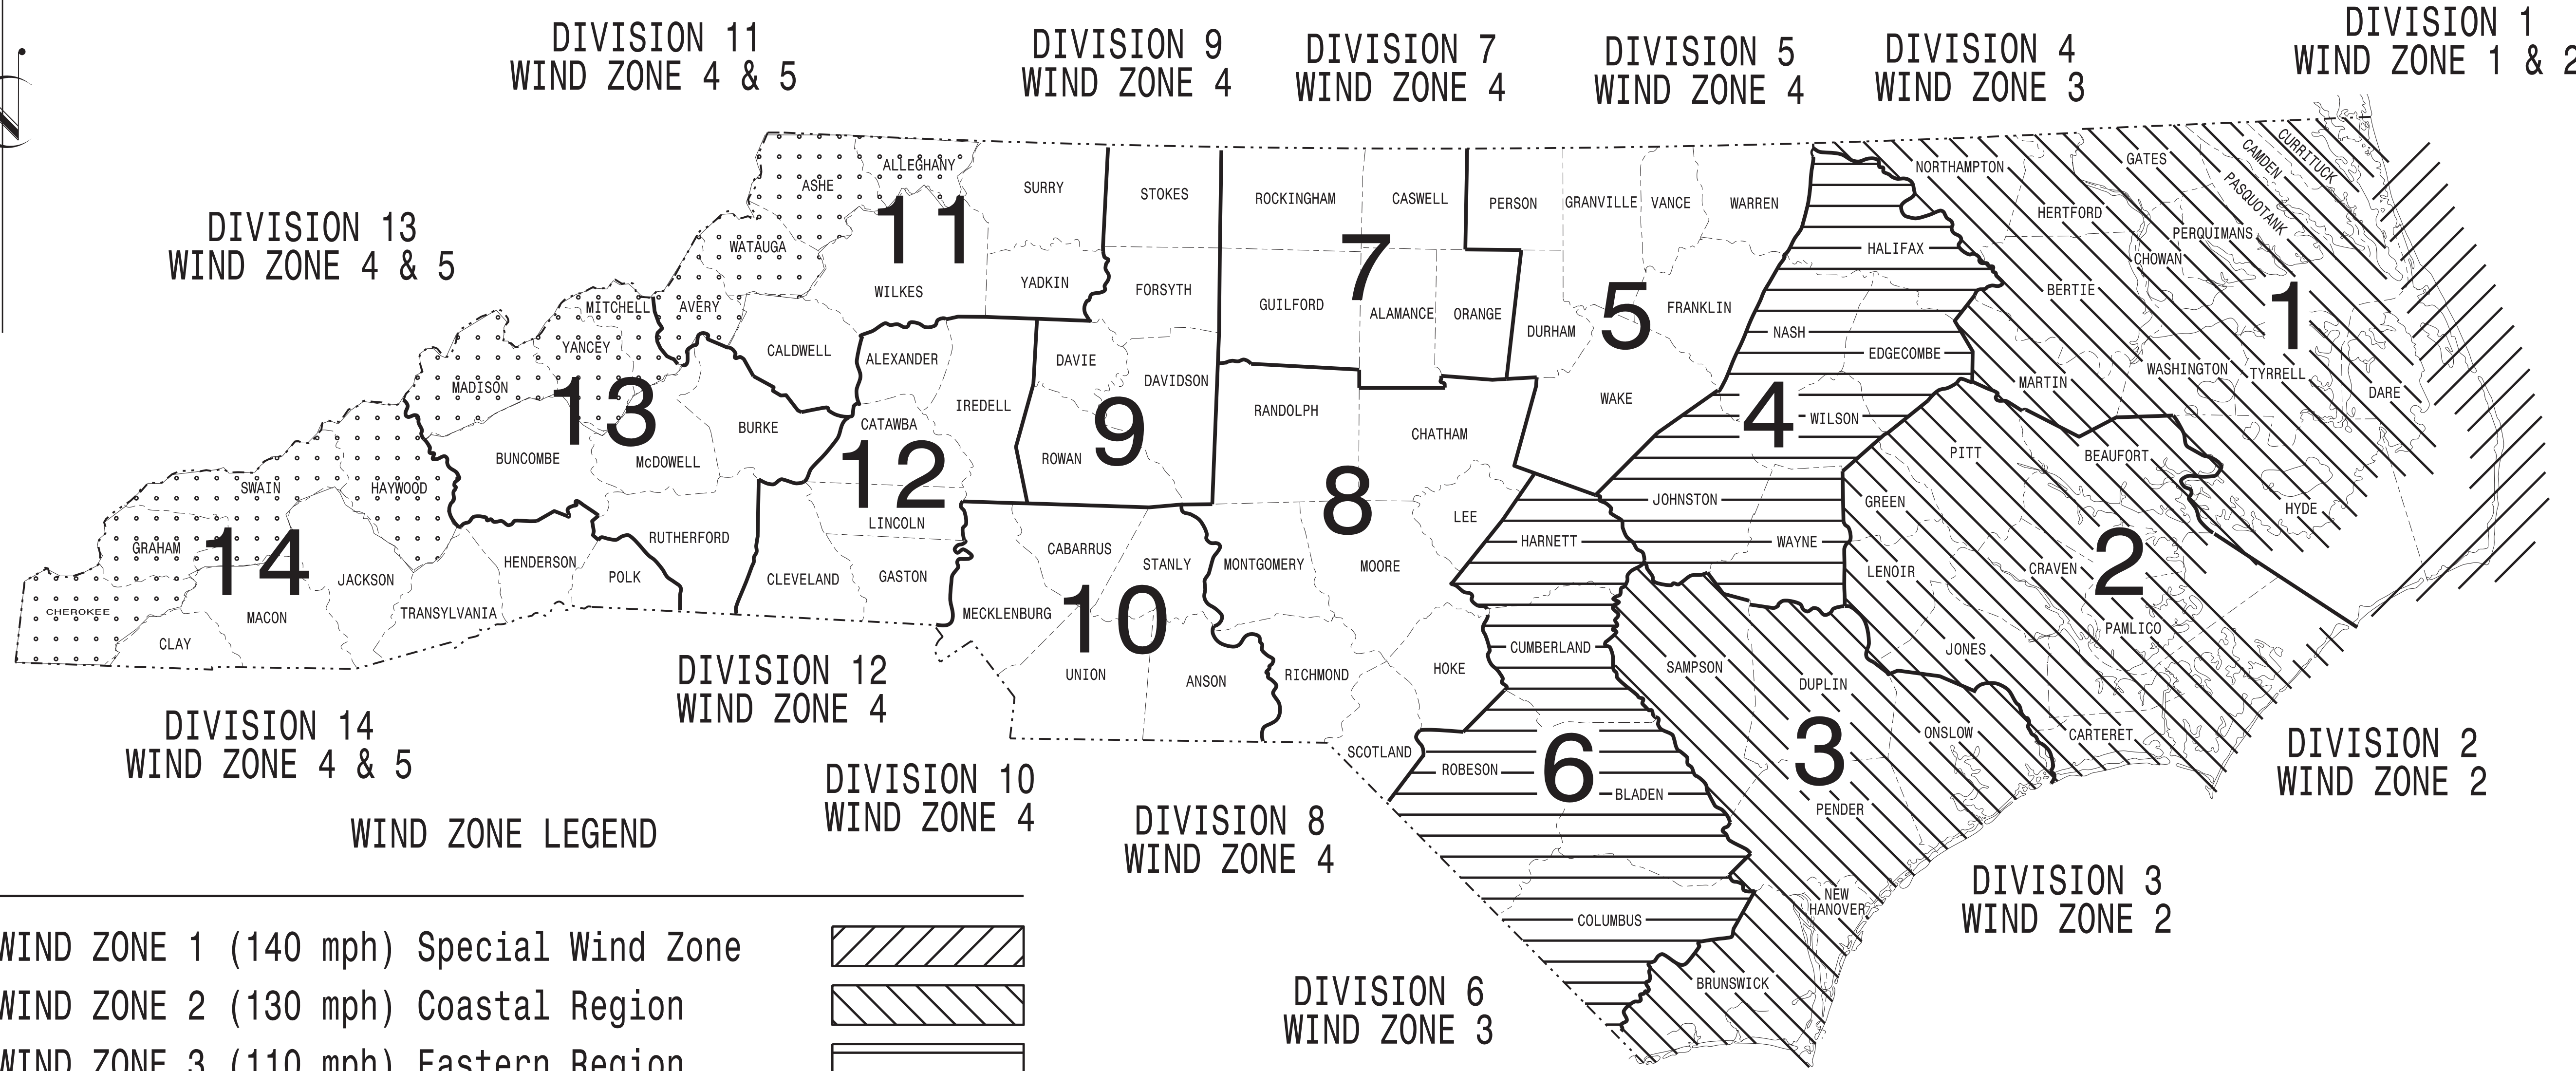 DIVISION 11
WIND ZONE 4 & 5
DIVISION 9
WIND ZONE 4
DIVISION 7
WIND ZONE 4
DIVISION 5
WIND ZONE 4
DIVISION 4
WIND ZONE 3
DIVISION 1
WIND ZONE 1 & 2
DIVISION 13
WIND ZONE 4 & 5
N
ASHE
ALLEGHANY
SURRY
STOKES
ROCKINGHAM
CASWELL
PERSON
GRANVILLE
VANCE
WARREN
NORTHAMPTON
GATES
CAMDEN
CURRITUCK
PASQUOTANK
HERTFORD
PERQUIMANS
CHOWAN
HALIFAX
BERTIE
WATAUGA
11
WILKES
YADKIN
FORSYTH
7
GUILFORD
ALAMANCE
ORANGE
DURHAM
5
FRANKLIN
NASH
EDGECOMBE
1
MITCHELL
AVERY
YANCEY
CALDWELL
ALEXANDER
DAVIE
DAVIDSON
IREDELL
RANDOLPH
CHATHAM
WAKE
4
WILSON
MARTIN
WASHINGTON
TYRRELL
DARE
MADISON
13
BURKE
CATAWBA
9
ROWAN
PITT
BEAUFORT
BUNCOMBE
McDOWELL
12
LINCOLN
8
LEE
JOHNSTON
GREEN
HYDE
SWAIN
HAYWOOD
RUTHERFORD
CABARRUS
STANLY
MONTGOMERY
MOORE
HARNETT
WAYNE
LENOIR
CRAVEN
2
GRAHAM
14
JACKSON
HENDERSON
POLK
CLEVELAND
GASTON
MECKLENBURG
10
CHEROKEE
MACON
TRANSYLVANIA
CLAY
UNION
ANSON
RICHMOND
HOKE
CUMBERLAND
SAMPSON
DUPLIN
JONES
PAMLICO
SCOTLAND
ROBESON
6
BLADEN
3
PENDER
ONSLOW
CARTERET
COLUMBUS
NEW
HANOVER
BRUNSWICK
DIVISION 12
WIND ZONE 4
DIVISION 14
WIND ZONE 4 & 5
DIVISION 10
WIND ZONE 4
DIVISION 8
WIND ZONE 4
DIVISION 2
WIND ZONE 2
DIVISION 3
WIND ZONE 2
DIVISION 6
WIND ZONE 3
WIND ZONE LEGEND
WIND ZONE 1 (140 mph) Special Wind Zone
WIND ZONE 2 (130 mph) Coastal Region
WIND ZONE 3 (110 mph) Eastern Region